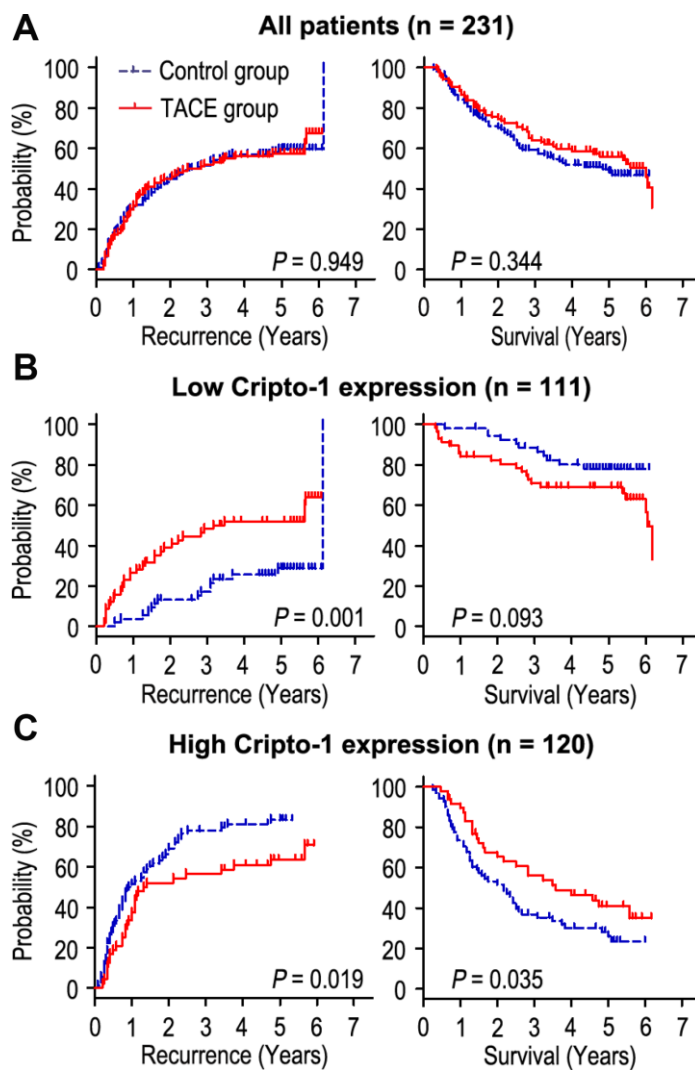 A
All patients (n = 231)
Probability (%)
100
80
60
40
20
0
Control group
TACE group
P = 0.949
0 1 2 3 4 5 6 7
Recurrence (Years)
100
80
60
40
20
0
P = 0.344
0 1 2 3 4 5 6 7
Survival (Years)
B
Low Cripto-1 expression (n = 111)
Probability (%)
100
80
60
40
20
0
P = 0.001
0 1 2 3 4 5 6 7
Recurrence (Years)
100
80
60
40
20
0
P = 0.093
0 1 2 3 4 5 6 7
Survival (Years)
C
High Cripto-1 expression (n = 120)
Probability (%)
100
80
60
40
20
0
P = 0.019
0 1 2 3 4 5 6 7
Recurrence (Years)
100
80
60
40
20
0
P = 0.035
0 1 2 3 4 5 6 7
Survival (Years)